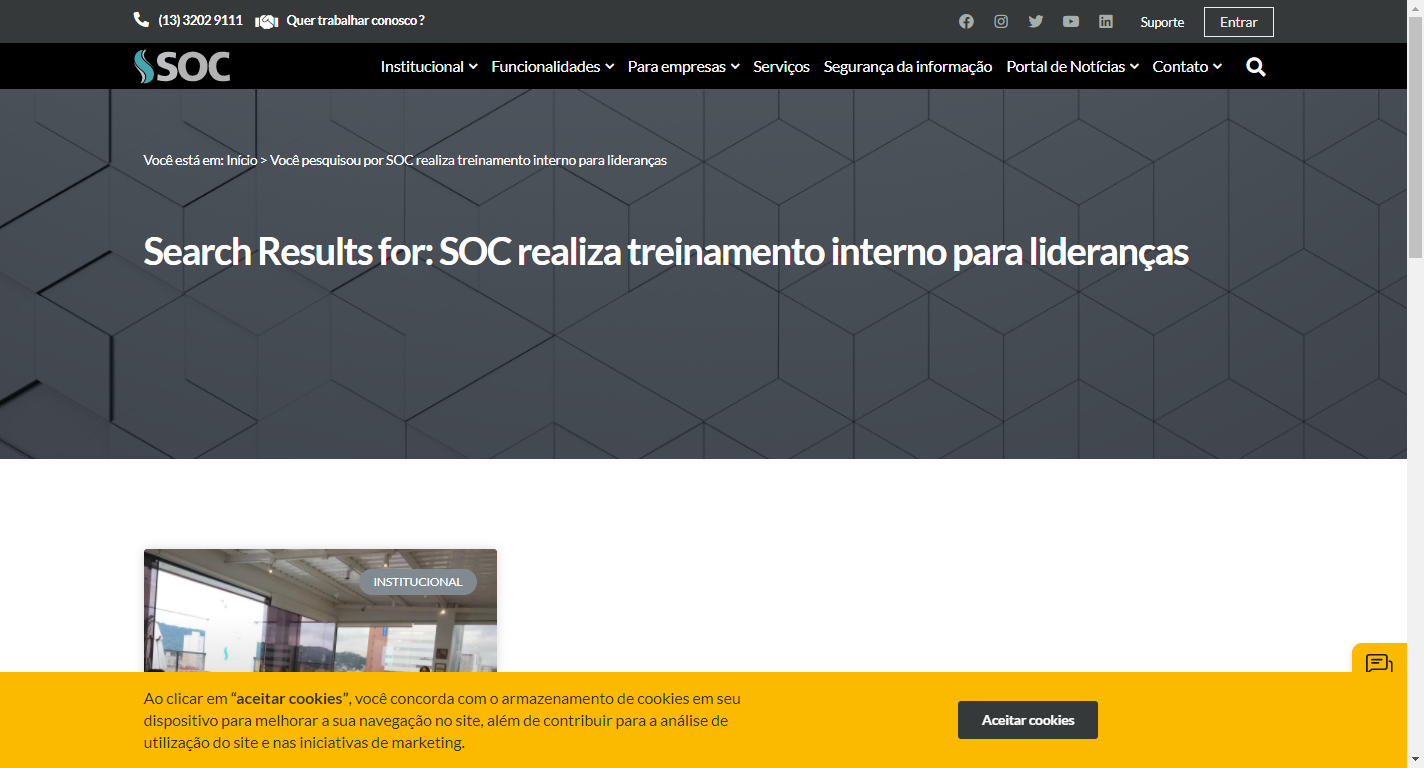 (13) 3202 9111 Quer trabalhar conosco ? Suporte Entrar
SOC Institucional Funcionalidades Para empresas Serviços Segurança da informação Portal de Notícias Contato
Você está em: Início > Você pesquisou por SOC realiza treinamento interno para lideranças
Search Results for: SOC realiza treinamento interno para lideranças
INSTITUCIONAL
Ao clicar em “aceitar cookies”, você concorda com o armazenamento de cookies em seu
dispositivo para melhorar a sua navegação no site, além de contribuir para a análise de
utilização do site e nas iniciativas de marketing.
Aceitar cookies